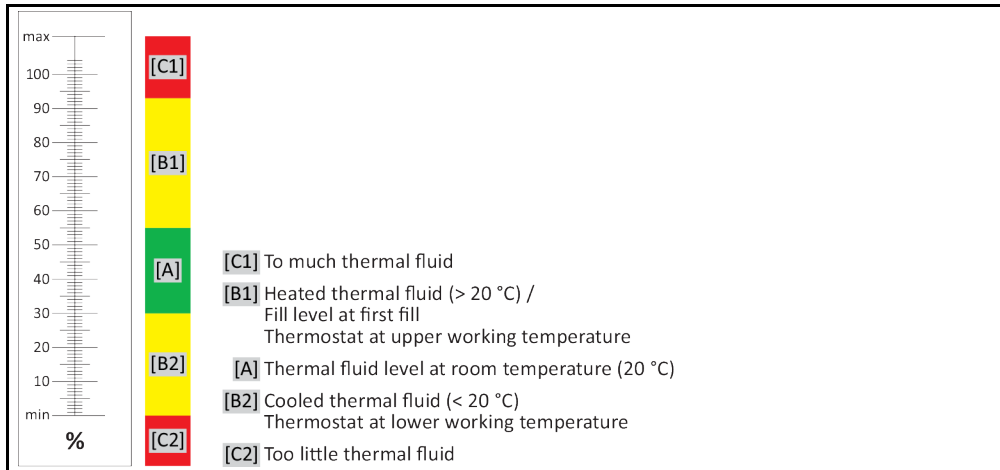 max
100
90
80
70
60
50
40
30
20
10
min
%
[C1]
[B1]
[A]
[B2]
[C2]
[C1] To much thermal fluid
[B1] Heated thermal fluid (> 20 °C) /
Fill level at first fill
Thermostat at upper working temperature
[A] Thermal fluid level at room temperature (20 °C)
[B2] Cooled thermal fluid (< 20 °C)
Thermostat at lower working temperature
[C2] Too little thermal fluid